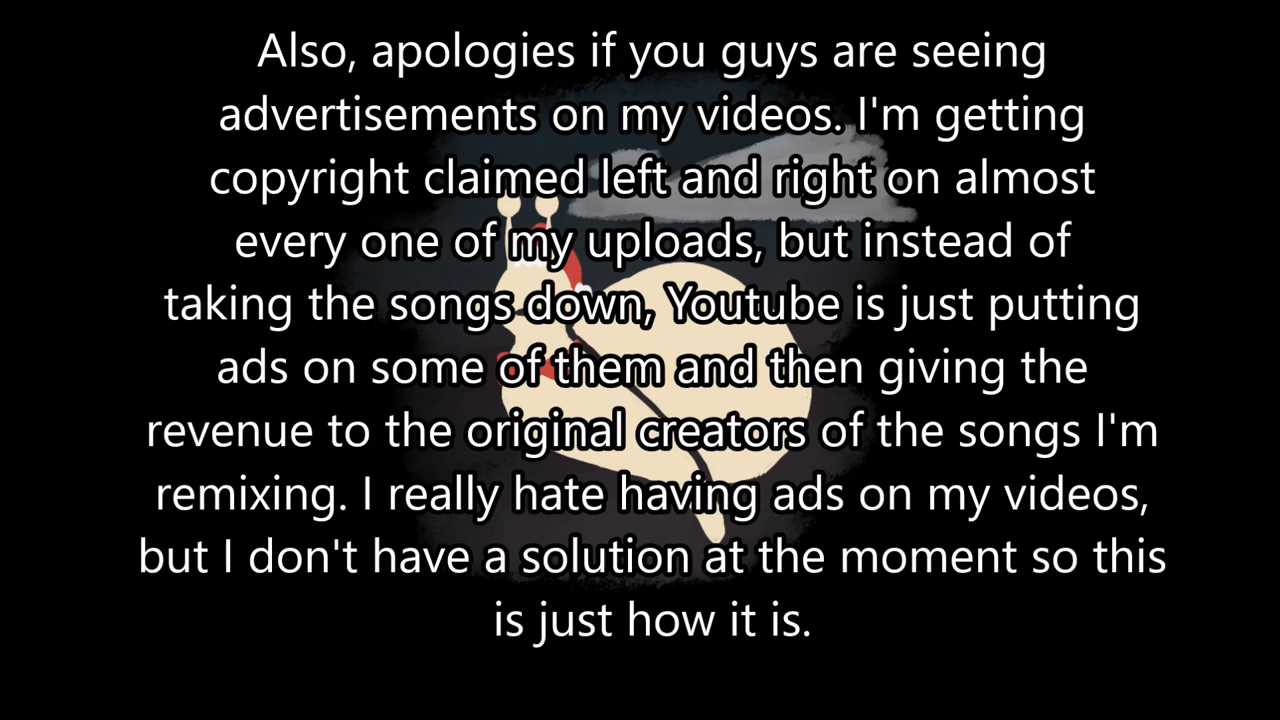 Also, apologies if you guys are seeing
advertisements on my videos. I'm getting
copyright claimed left and right on almost
every one of my uploads, but instead of
taking the songs down, Youtube is just putting
ads on some of them and then giving the
revenue to the original creators of the songs I'm
remixing. I really hate having ads on my videos,
but I don't have a solution at the moment so this
is just how it is.